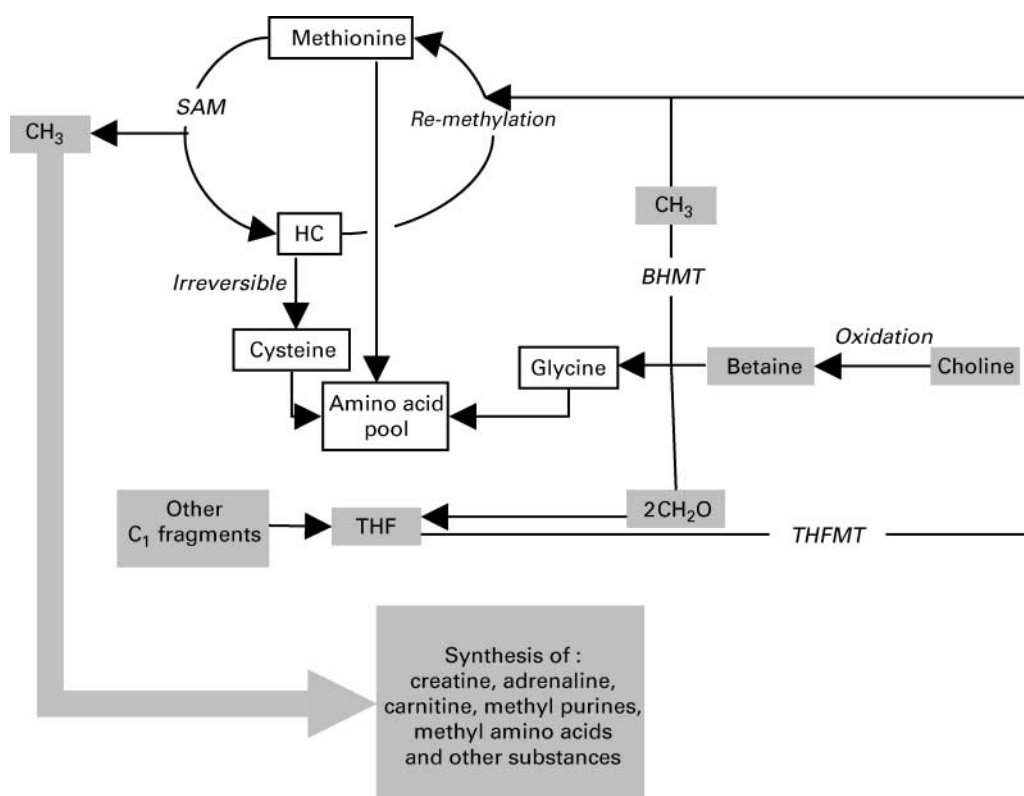 Methionine
SAM
Re-methylation
CH₃
CH₃
HC
Irreversible
BHMT
Oxidation
Cysteine
Glycine
Betaine
Choline
Amino acid
pool
Other
C₁ fragments
THF
2CH₂O
THFMT
Synthesis of :
creatine, adrenaline,
carnitine, methyl purines,
methyl amino acids
and other substances